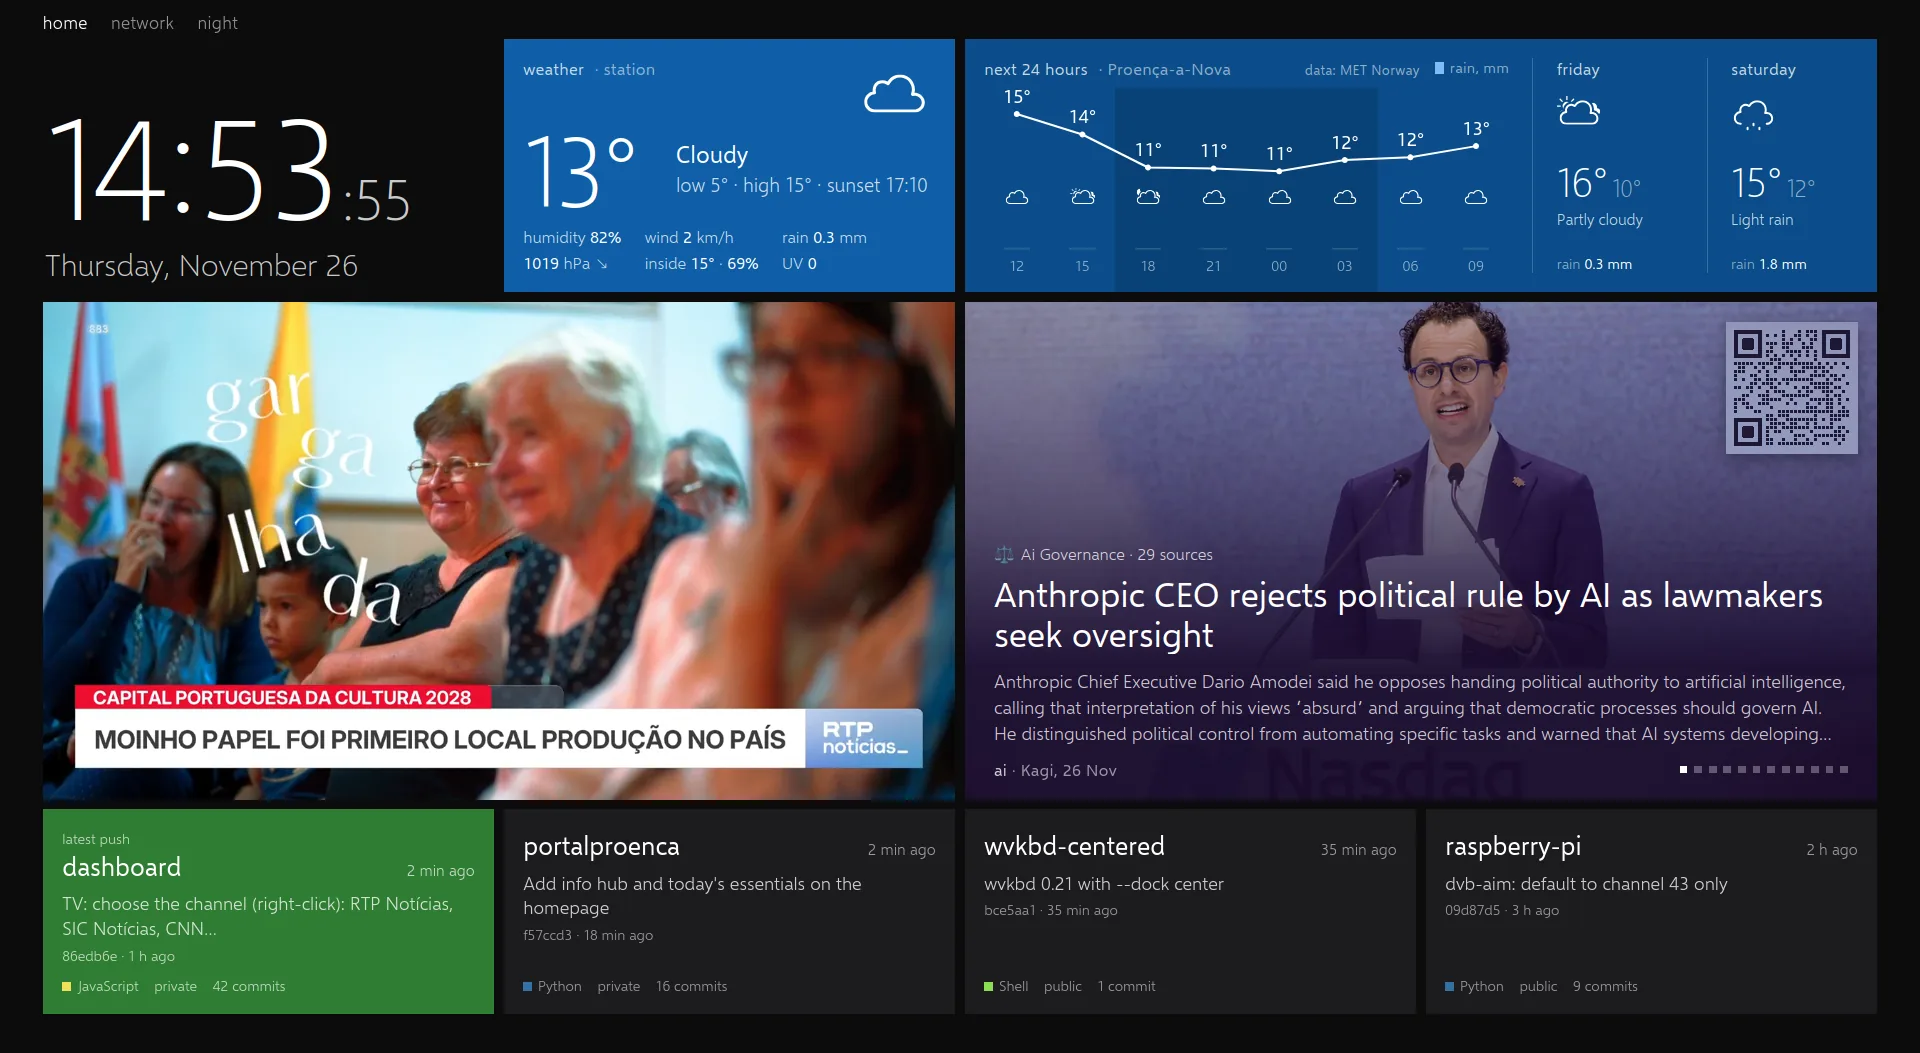 home network night
14:53:55
Thursday, November 26
weather · station
13°
Cloudy
low 5° · high 15° · sunset 17:10
humidity 82% wind 2 km/h rain 0.3 mm
1019 hPa ↘ inside 15° · 69% UV 0
next 24 hours · Proença-a-Nova data: MET Norway rain, mm
15° 14° 11° 11° 11° 12° 12° 13°
12 15 18 21 00 03 06 09
friday
16° 10°
Partly cloudy
rain 0.3 mm
saturday
15° 12°
Light rain
rain 1.8 mm
883
gar
ga
lha
da
CAPITAL PORTUGUESA DA CULTURA 2028
MOINHO PAPEL FOI PRIMEIRO LOCAL PRODUÇÃO NO PAÍS
RTP
notícias_
Ai Governance · 29 sources
Anthropic CEO rejects political rule by AI as lawmakers
seek oversight
Anthropic Chief Executive Dario Amodei said he opposes handing political authority to artificial intelligence,
calling that interpretation of his views ‘absurd’ and arguing that democratic processes should govern AI.
He distinguished political control from automating specific tasks and warned that AI systems developing...
ai · Kagi, 26 Nov
Nasdaq
latest push
dashboard 2 min ago
TV: choose the channel (right-click): RTP Notícias,
SIC Notícias, CNN...
86edb6e · 1 h ago
JavaScript private 42 commits
portalproenca 2 min ago
Add info hub and today's essentials on the
homepage
f57ccd3 · 18 min ago
Python private 16 commits
wvkbd-centered 35 min ago
wvkbd 0.21 with --dock center
bce5aa1 · 35 min ago
Shell public 1 commit
raspberry-pi 2 h ago
dvb-aim: default to channel 43 only
09d87d5 · 3 h ago
Python public 9 commits